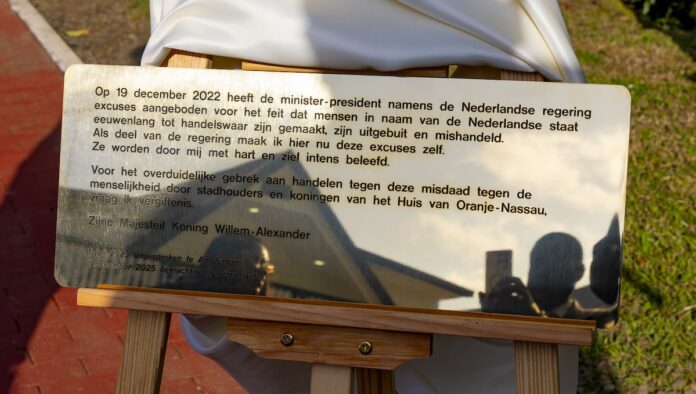 Op 19 december 2022 heeft de minister-president namens de Nederlandse regering
excuses aangeboden voor het feit dat mensen in naam van de Nederlandse staat
eeuwenlang tot handelswaar zijn gemaakt, zijn uitgebuit en mishandeld.
Als deel van de regering maak ik hier nu deze excuses zelf.
Ze worden door mij met hart en ziel intens beleefd.
Voor het overduidelijke gebrek aan handelen tegen deze misdaad tegen de
menselijkheid door stadhouders en koningen van het Huis van Oranje-Nassau,
vraag ik vergiffenis.
Zijne Majesteit Koning Willem-Alexander
2023 uitgesproken te Amsterdam
2025 bekrachtigd te Paramaribo